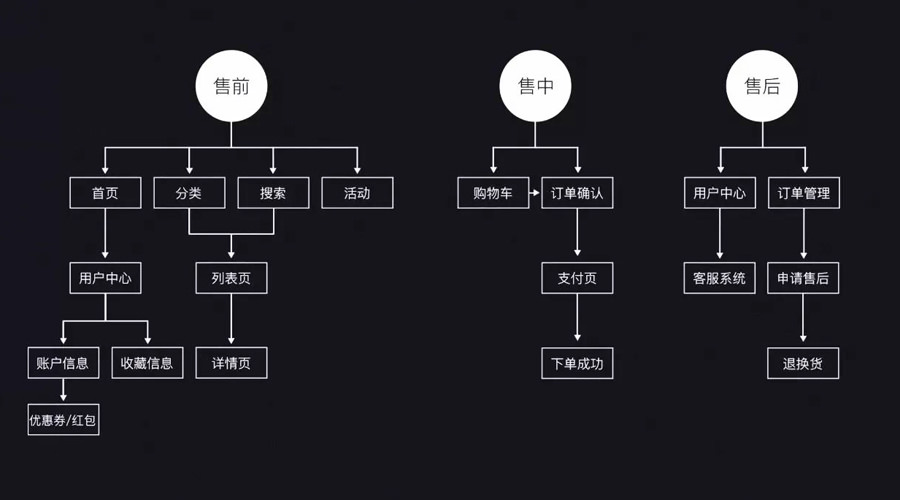 售前
售中
售后
首页
分类
搜索
活动
购物车
订单确认
用户中心
订单管理
用户中心
列表页
支付页
客服系统
申请售后
账户信息
收藏信息
详情页
下单成功
退换货
优惠券/红包